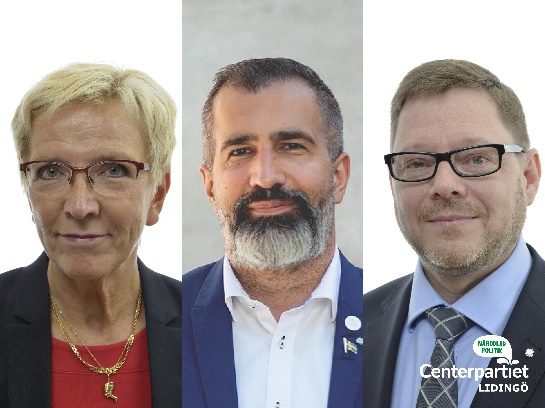 NÄRODLAD
POLITIK
Centerpartiet
LIDINGÖ